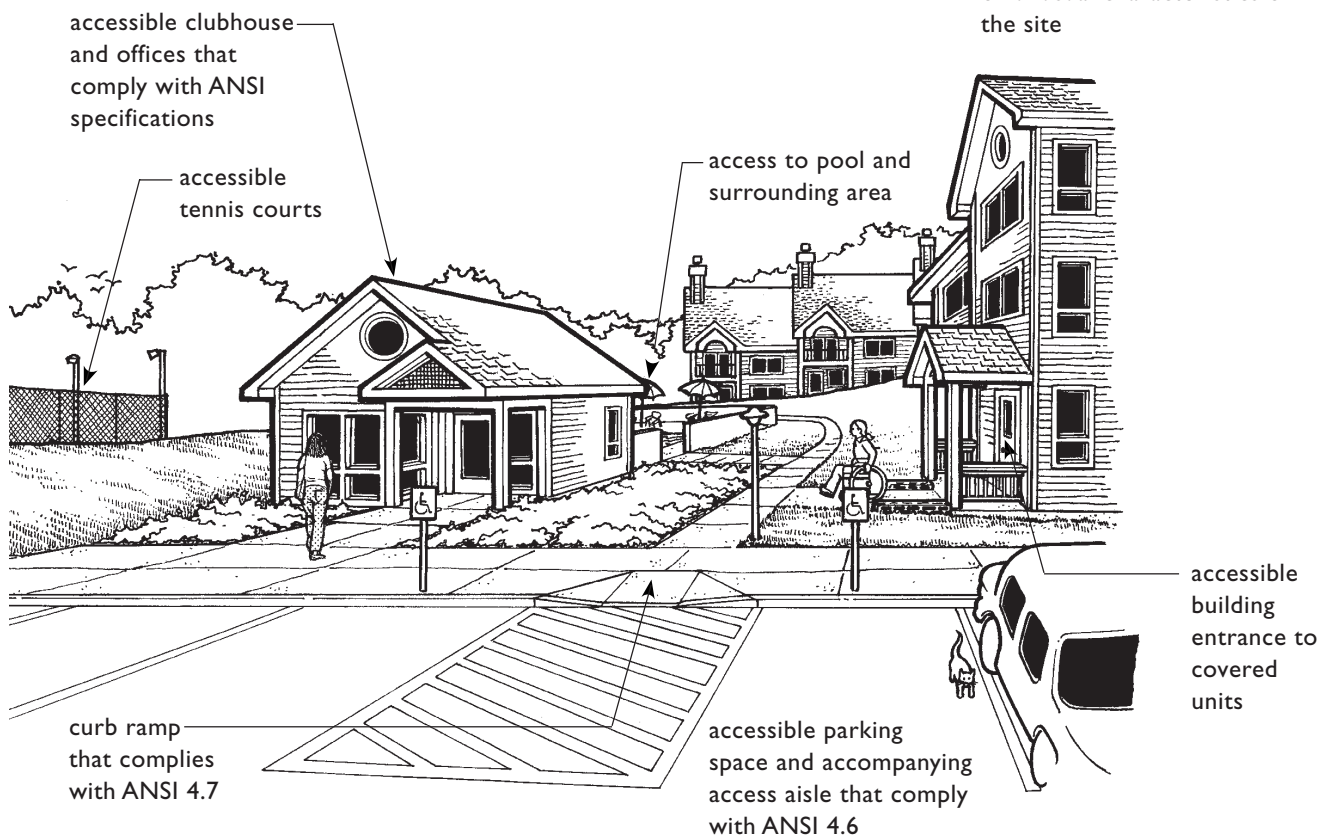 the site
accessible clubhouse
and offices that
comply with ANSI
specifications
accessible
tennis courts
access to pool and
surrounding area
accessible
building
entrance to
covered
units
curb ramp
that complies
with ANSI 4.7
accessible parking
space and accompanying
access aisle that comply
with ANSI 4.6